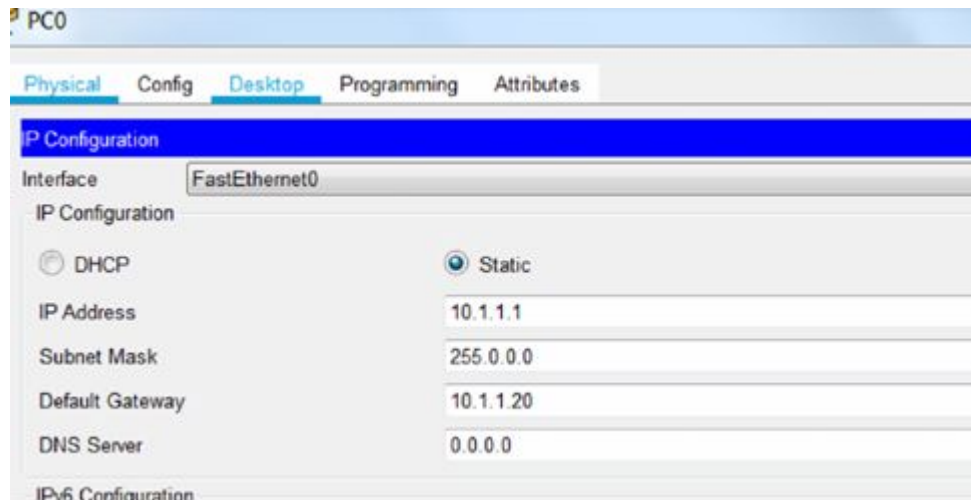 PC0
Physical Config Desktop Programming Attributes
IP Configuration
Interface FastEthernet0
IP Configuration
DHCP Static
IP Address 10.1.1.1
Subnet Mask 255.0.0.0
Default Gateway 10.1.1.20
DNS Server 0.0.0.0
IPv6 Configuration